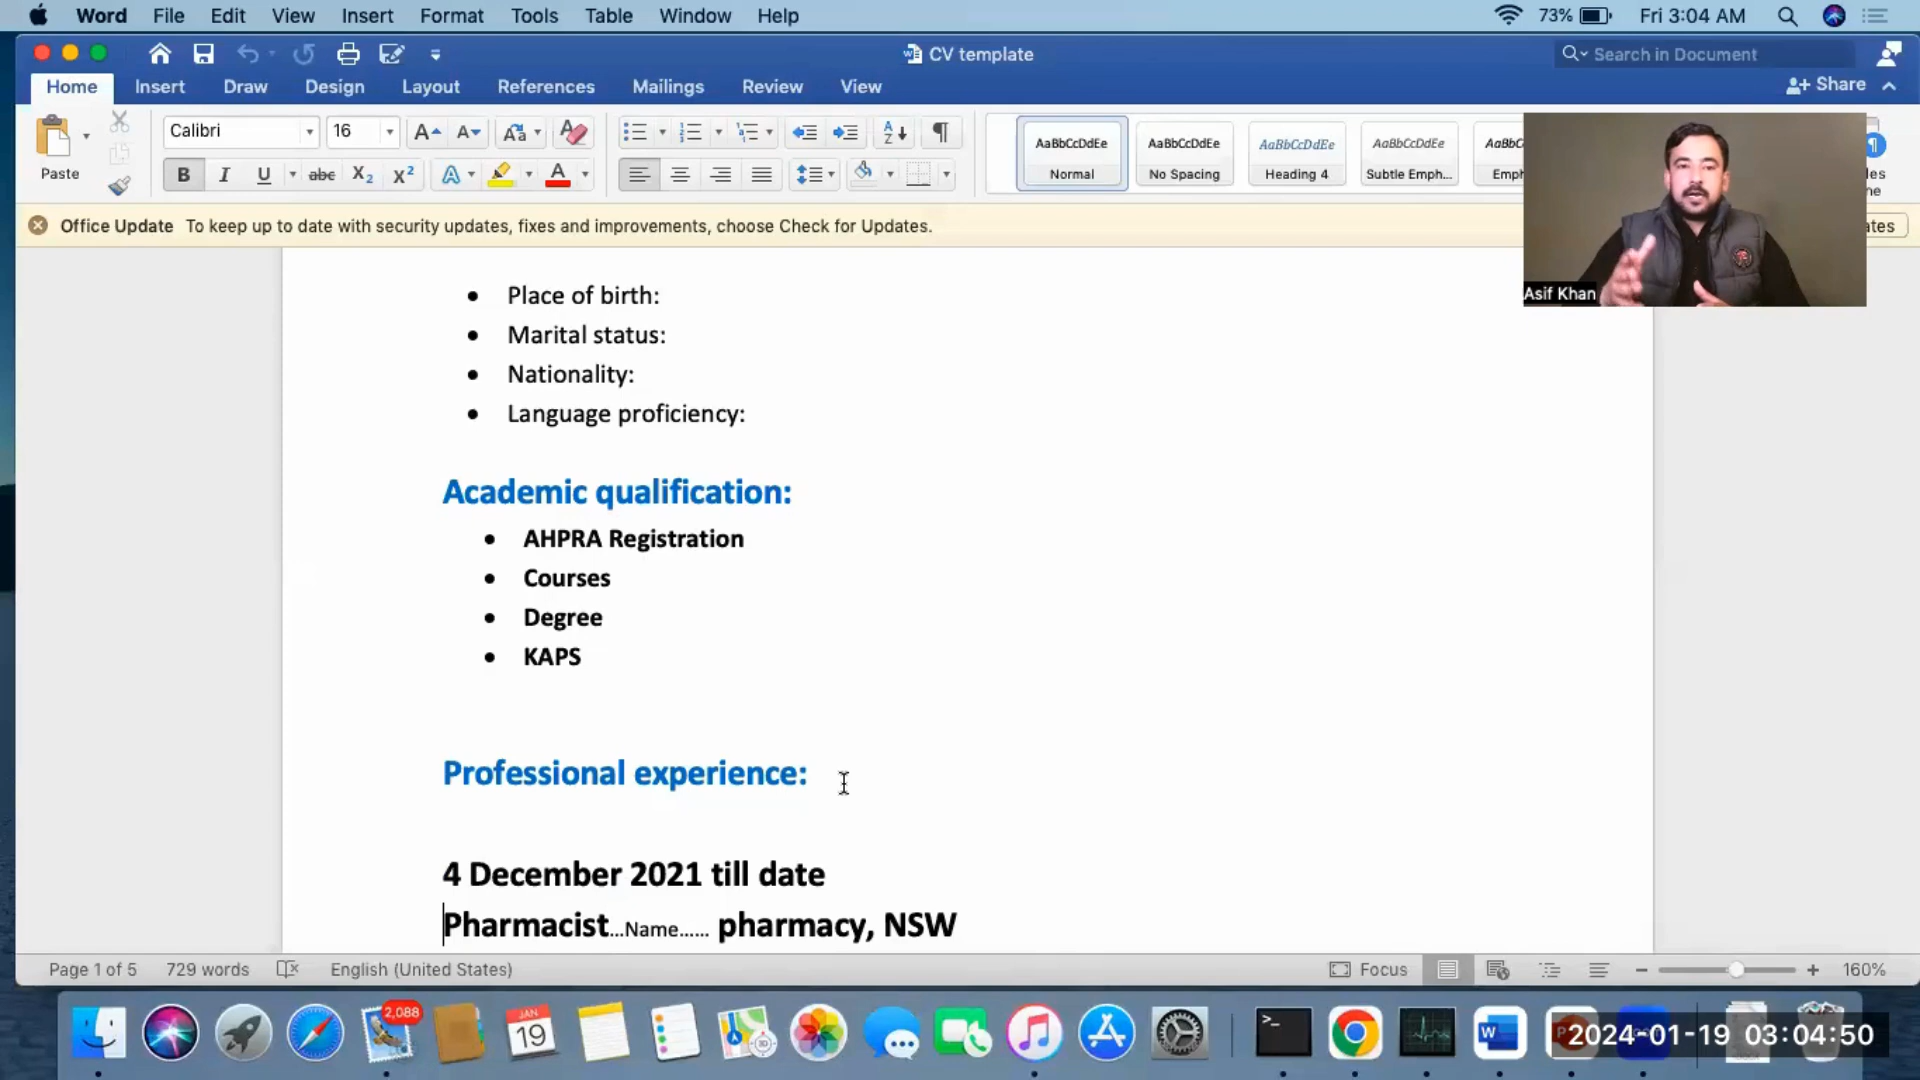 Word File Edit View Insert Format Tools Table Window Help 73% Fri 3:04 AM
CV template Search in Document
Home Insert Draw Design Layout References Mailings Review View Share
Paste Calibri 16 AaBbCcDdEe AaBbCcDdEe AaBbCcDdEe AaBbCcDdEe
B I U abc X2 X2 A A Normal No Spacing Heading 4 Subtle Emph...
Office Update To keep up to date with security updates, fixes and improvements, choose Check for Updates.
Asif Khan
• Place of birth:
• Marital status:
• Nationality:
• Language proficiency:
Academic qualification:
• AHPRA Registration
• Courses
• Degree
• KAPS
Professional experience:
4 December 2021 till date
Pharmacist...Name...... pharmacy, NSW
Page 1 of 5 729 words English (United States) Focus 160%
2,088
JAN
19
2024-01-19 03:04:50